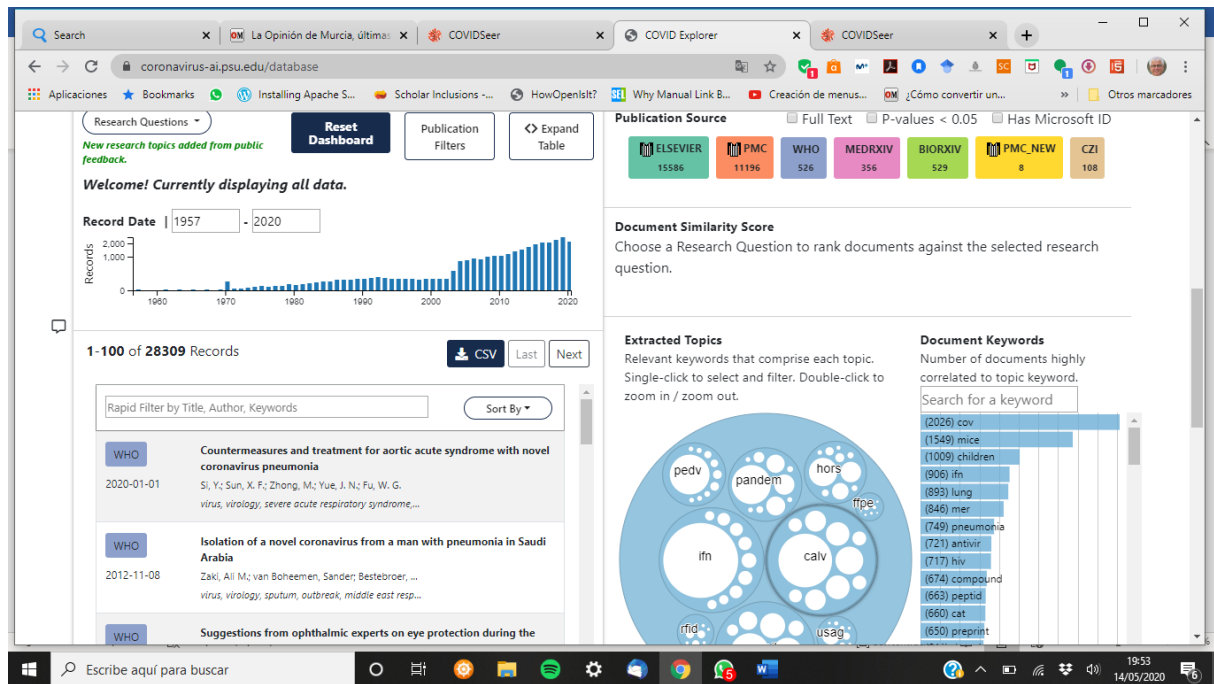 Search
La Opinión de Murcia, última:
COVIDSeer
COVID Explorer
COVIDSeer
coronavirus-ai.psu.edu/database
Aplicaciones
Bookmarks
Installing Apache S...
Scholar Inclusions -...
HowOpenIsIt?
Why Manual Link B...
Creación de menus...
¿Cómo convertir un...
»
Otros marcadores
Research Questions
New research topics added from public
feedback.
Reset
Dashboard
Publication
Filters
<> Expand
Table
Welcome! Currently displaying all data.
Record Date | 1957 - 2020
Records
2,000
1,000
0
1960 1970 1980 1990 2000 2010 2020
1-100 of 28309 Records
CSV
Last
Next
Rapid Filter by Title, Author, Keywords
Sort By
WHO
2020-01-01
Countermeasures and treatment for aortic acute syndrome with novel
coronavirus pneumonia
Si, Y.; Sun, X. F.; Zhong, M.; Yue, J. N.; Fu, W. G.
virus, virology, severe acute respiratory syndrome,...
WHO
2012-11-08
Isolation of a novel coronavirus from a man with pneumonia in Saudi
Arabia
Zaki, Ali M.; van Boheemen, Sander; Bestebroer, ...
virus, virology, sputum, outbreak, middle east resp...
WHO
Suggestions from ophthalmic experts on eye protection during the
Publication Source
Full Text
P-values < 0.05
Has Microsoft ID
ELSEVIER
15586
PMC
11196
WHO
526
MEDRXIV
356
BIORXIV
529
PMC_NEW
8
CZI
108
Document Similarity Score
Choose a Research Question to rank documents against the selected research
question.
Extracted Topics
Relevant keywords that comprise each topic.
Single-click to select and filter. Double-click to
zoom in / zoom out.
pedv
pandem
hors
ffpe
ifn
calv
rfid
usag
Document Keywords
Number of documents highly
correlated to topic keyword.
Search for a keyword
(2026) cov
(1549) mice
(1009) children
(906) ifn
(893) lung
(846) mer
(749) pneumonia
(721) antivir
(717) hiv
(674) compound
(663) peptid
(660) cat
(650) preprint
Escribe aquí para buscar
19:53
14/05/2020